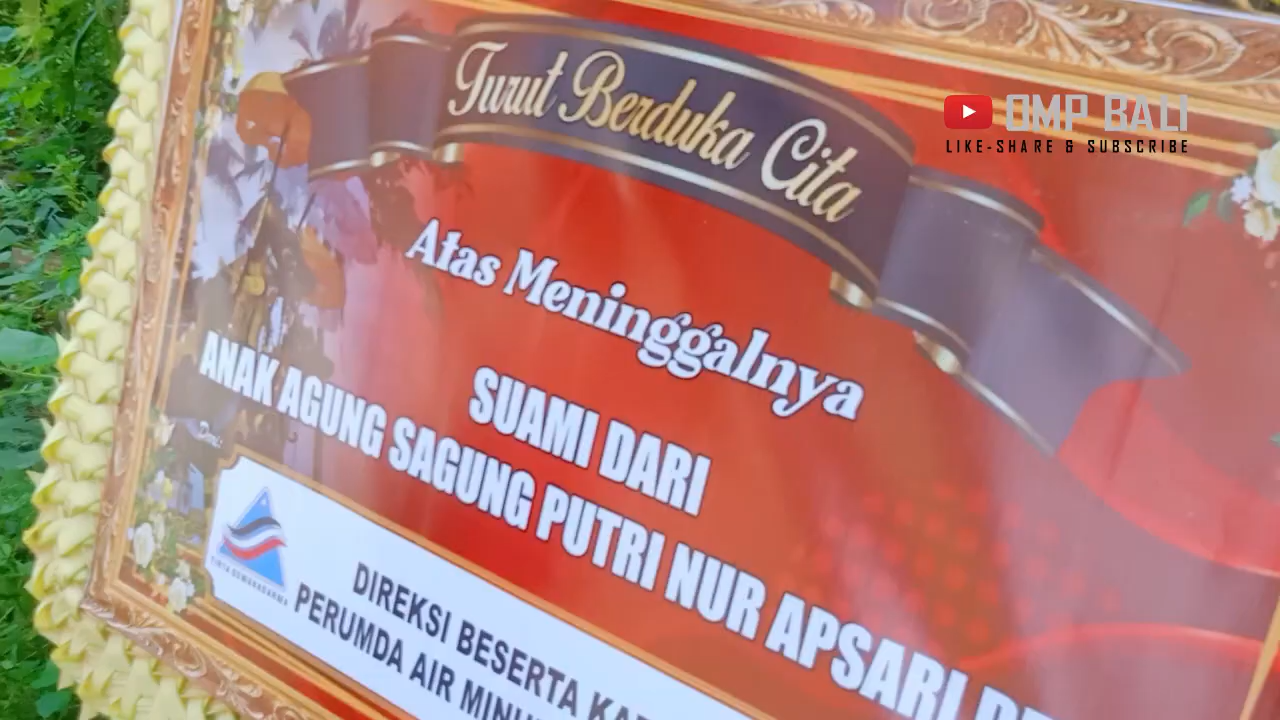 Turut Berduka Cita
OMP BALI
LIKE-SHARE & SUBSCRIBE
Atas Meninggalnya
SUAMI DARI
ANAK AGUNG SAGUNG PUTRI NUR APSARI
DIREKSI BESERTA
PERUMDA AIR